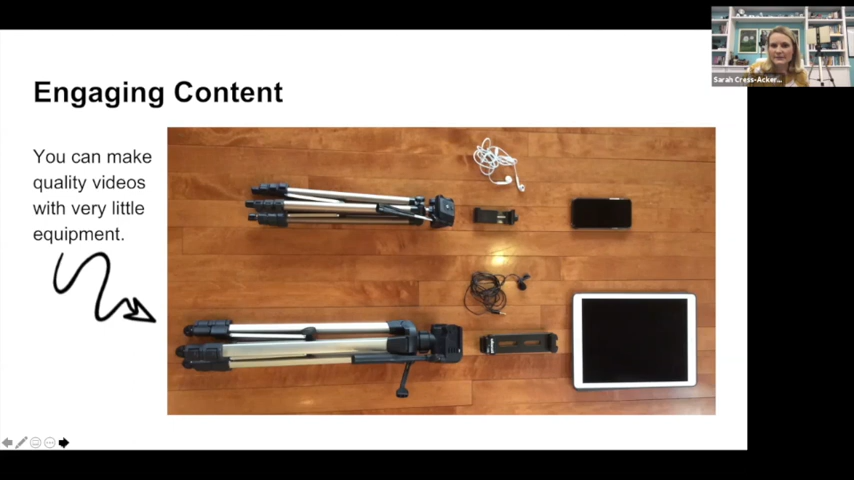 Engaging Content
You can make
quality videos
with very little
equipment.
Sarah Cress-Acker...